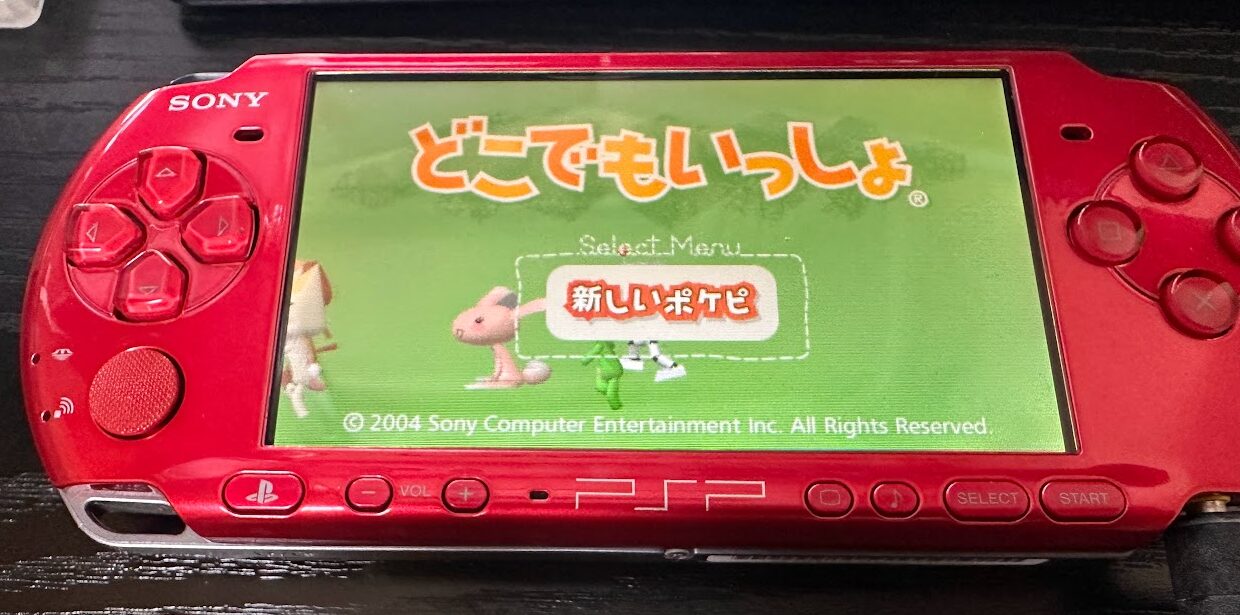 SONY
どこでもいっしょ®
Select Menu
新しいポケピ
© 2004 Sony Computer Entertainment Inc. All Rights Reserved.
− VOL + PSP SELECT START